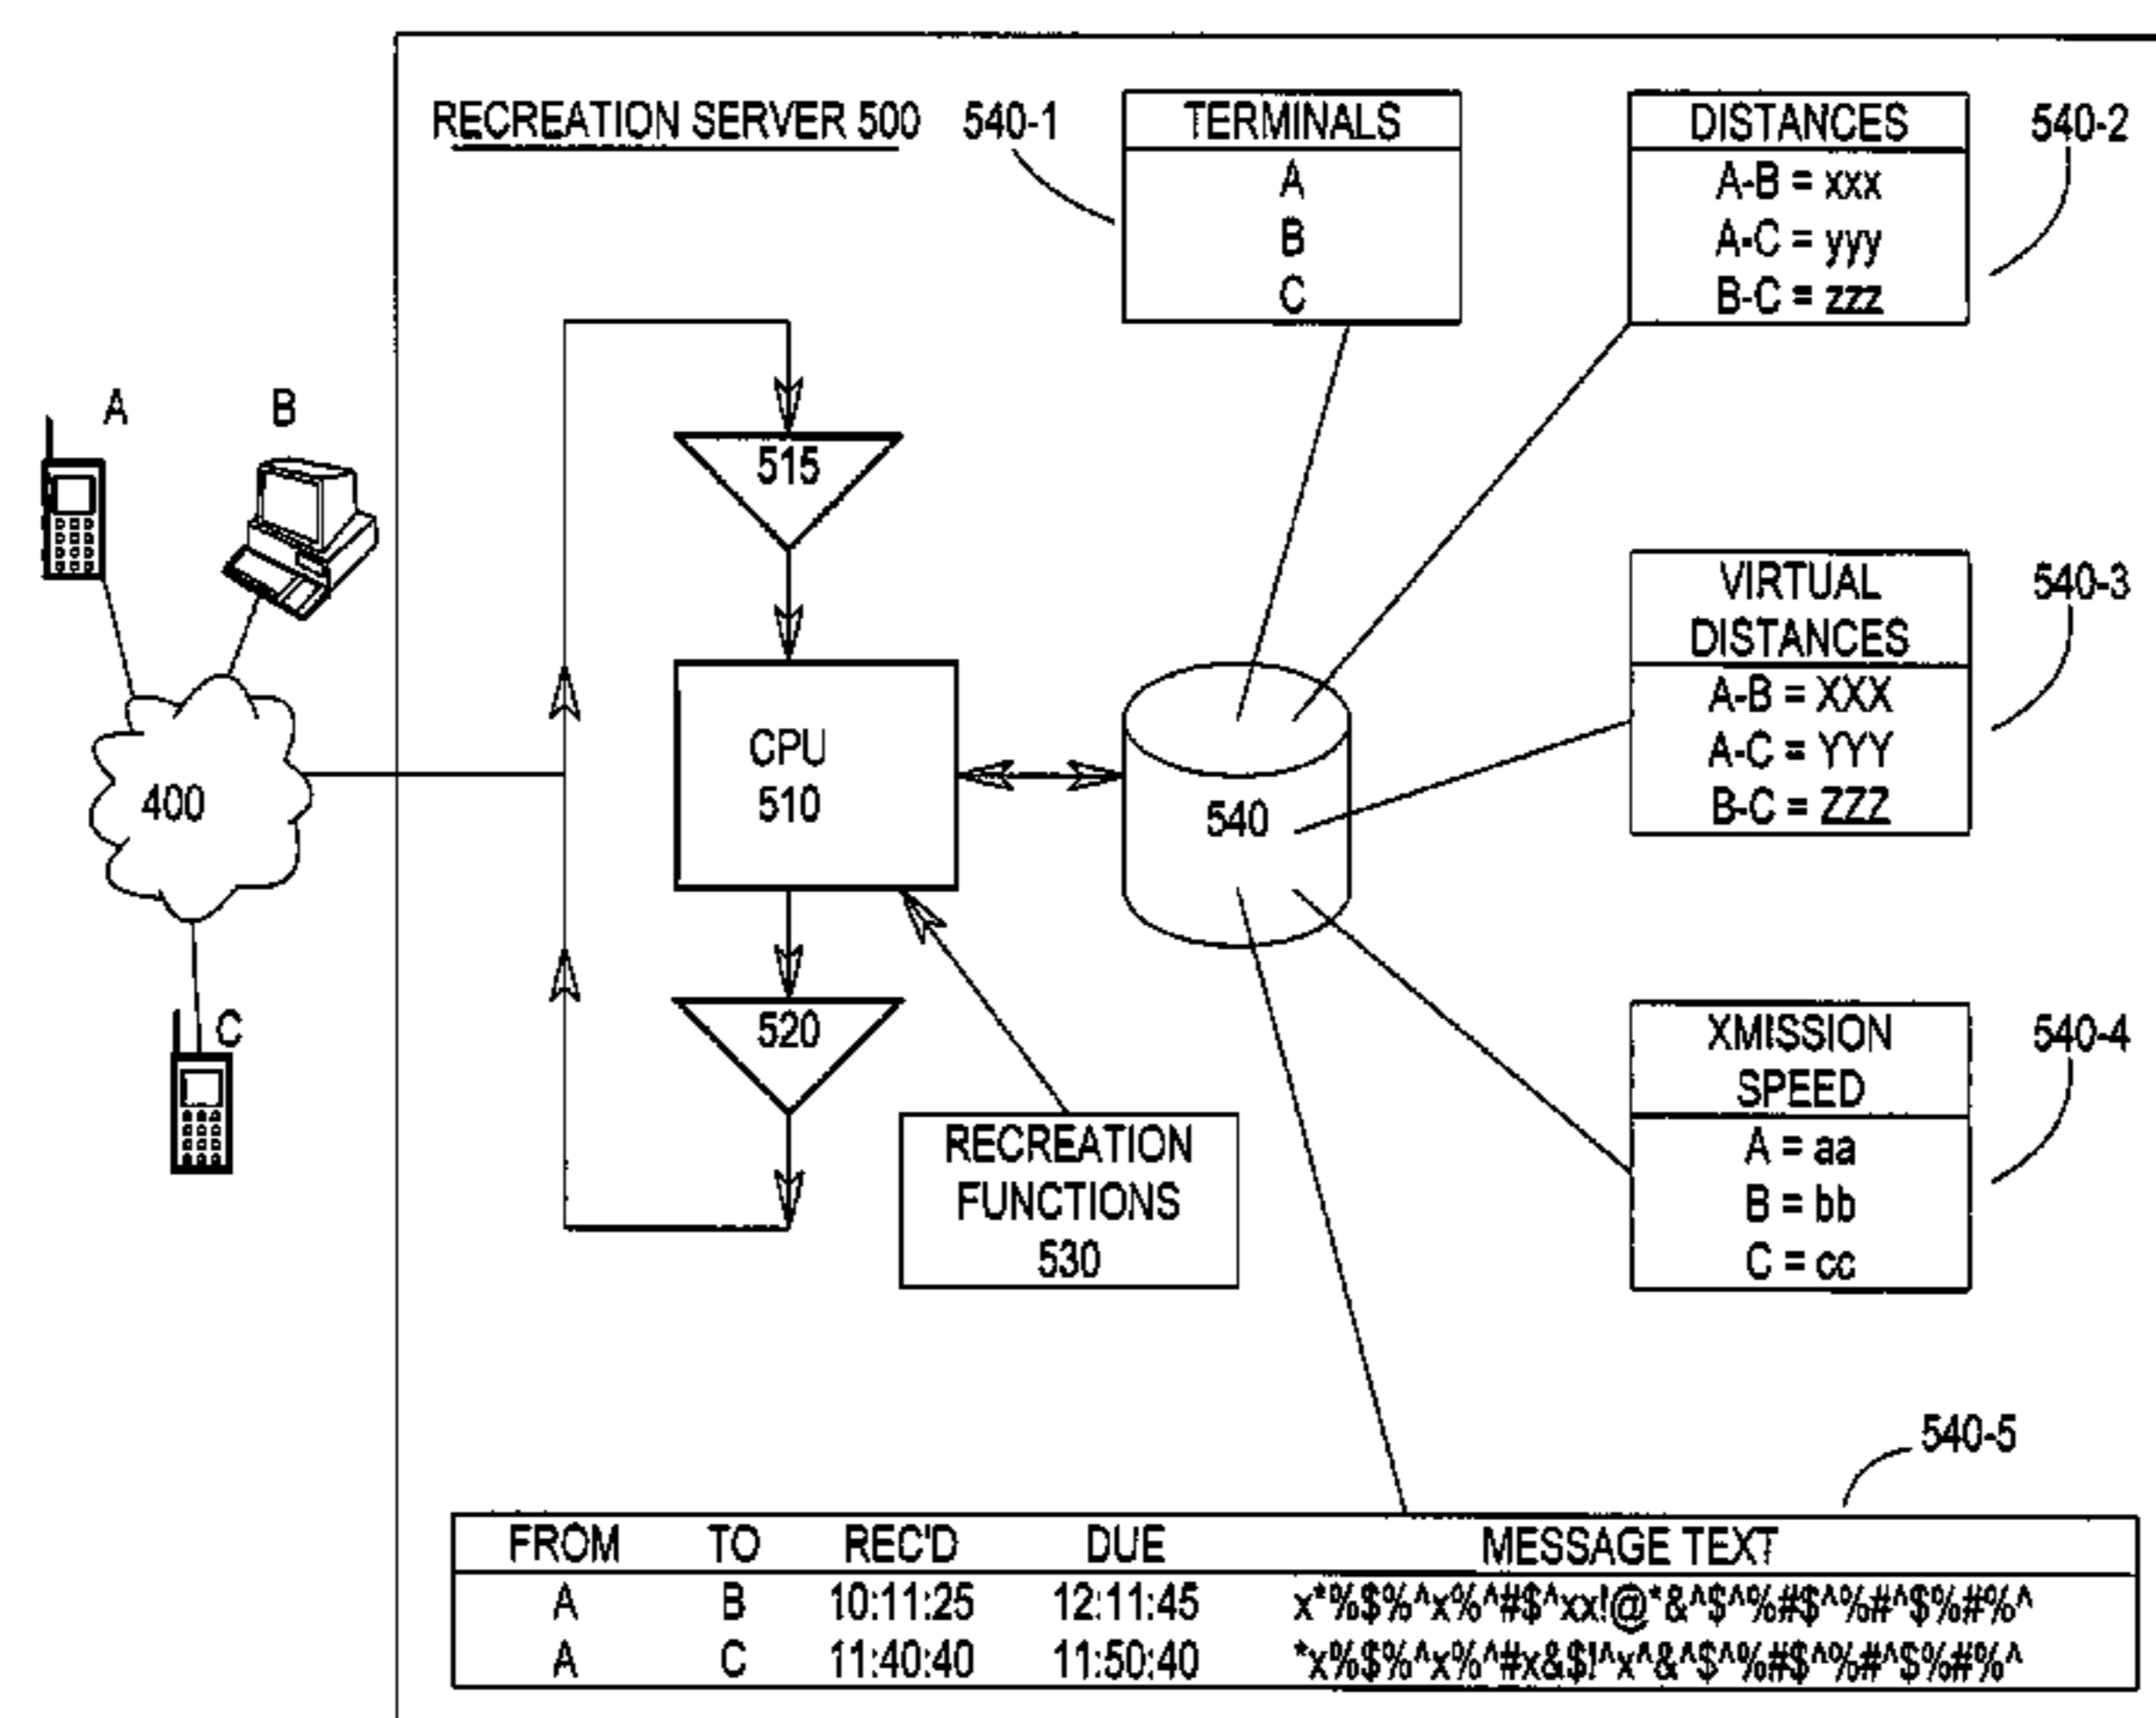 RECREATION SERVER 500
540-1
TERMINALS
A
B
C
DISTANCES
A-B = xxx
A-C = yyy
B-C = zzz
540-2
A
B
515
VIRTUAL
DISTANCES
A-B = XXX
A-C = YYY
B-C = ZZZ
540-3
400
CPU
510
540
C
520
XMISSION
SPEED
A = aa
B = bb
C = cc
540-4
RECREATION
FUNCTIONS
530
540-5
FROM TO REC'D DUE MESSAGE TEXT
A B 10:11:25 12:11:45 x*%$%^x%^#$^xx!@*&^$^%#$^%#^$%#%^
A C 11:40:40 11:50:40 *x%$%^x%^#x&$!^x^&^$^%#$^%#^$%#%^